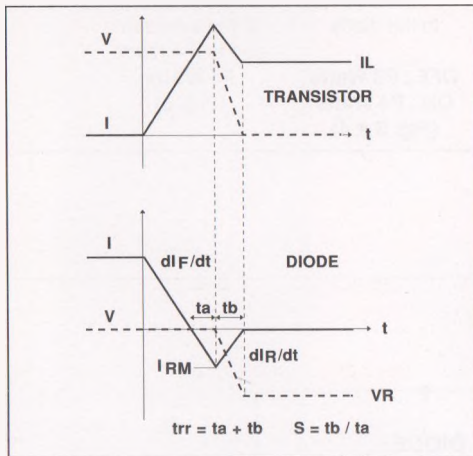 V
IL
TRANSISTOR
I
t
I
dIF/dt
DIODE
ta tb
V
t
dIR/dt
IRM
VR
trr = ta + tb S = tb / ta